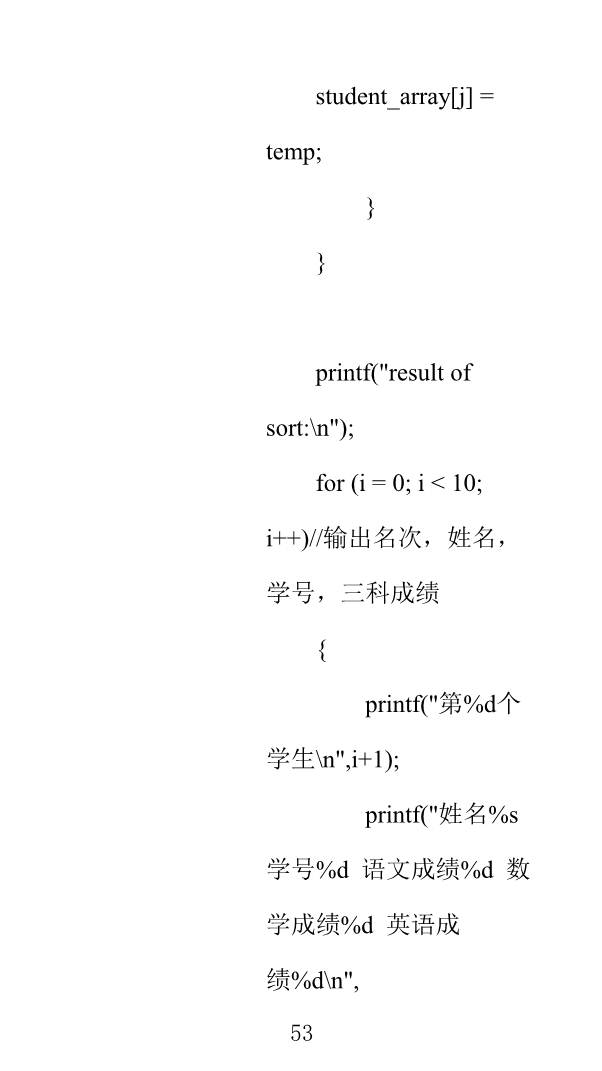 student_array[j] =
temp;
}
}
printf("result of
sort:\n");
for (i = 0; i < 10;
i++)//输出名次，姓名，
学号，三科成绩
{
printf("第%d个
学生\n",i+1);
printf("姓名%s
学号%d  语文成绩%d  数
学成绩%d  英语成
绩%d\n",
53